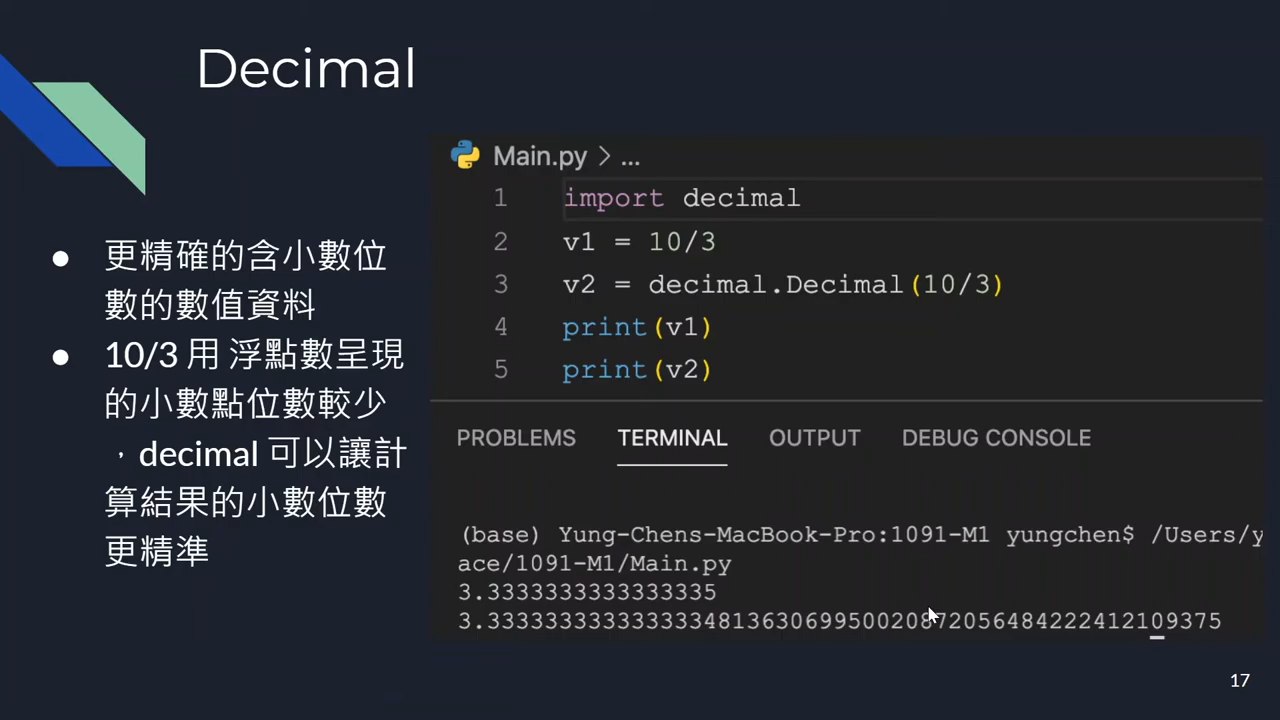 Decimal
更精確的含小數位
數的數值資料
10/3 用 浮點數呈現
的小數點位數較少
，decimal 可以讓計
算結果的小數位數
更精準
Main.py > ...
1 import decimal
2 v1 = 10/3
3 v2 = decimal.Decimal(10/3)
4 print(v1)
5 print(v2)
PROBLEMS TERMINAL OUTPUT DEBUG CONSOLE
(base) Yung-Chens-MacBook-Pro:1091-M1 yungchen$ /Users/y
ace/1091-M1/Main.py
3.3333333333333335
3.333333333333333481363069950020872056484222412109375
17